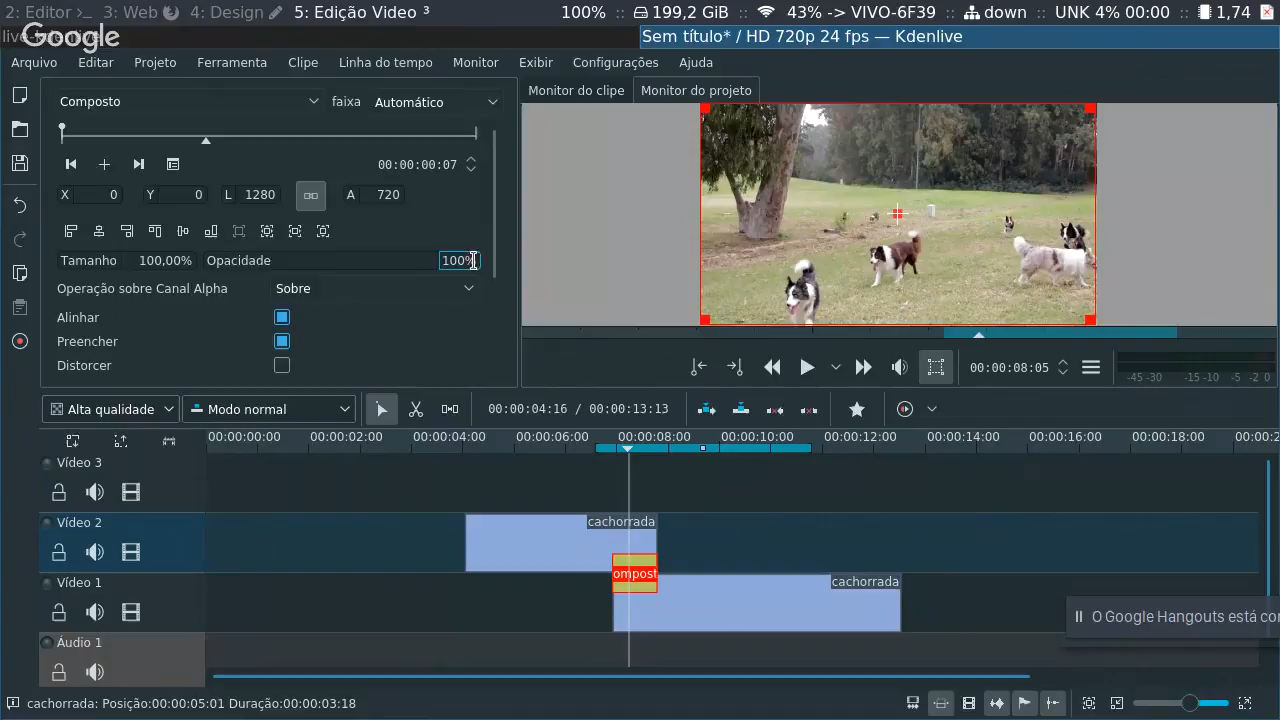 2: Editor > 3: Web 4: Design 5: Edição Video ³ 100% :: 199,2 GiB :: 43% -> VIVO-6F39 :: down :: UNK 4% 00:00 :: 1,74
Google
Sem título* / HD 720p 24 fps — Kdenlive
Arquivo Editar Projeto Ferramenta Clipe Linha do tempo Monitor Exibir Configurações Ajuda
Composto faixa Automático
Monitor do clipe Monitor do projeto
00:00:00:07
X 0 Y 0 L 1280 A 720
Tamanho 100,00% Opacidade 100%
Operação sobre Canal Alpha Sobre
Alinhar
Preencher
Distorcer
00:00:08:05
-45 -30 -15 -10 -5 -2 0
Alta qualidade Modo normal 00:00:04:16 / 00:00:13:13
00:00:00:00 00:00:02:00 00:00:04:00 00:00:06:00 00:00:08:00 00:00:10:00 00:00:12:00 00:00:14:00 00:00:16:00 00:00:18:00 00:00:2
Vídeo 3
Vídeo 2 cachorrada
ompost
Vídeo 1 cachorrada
O Google Hangouts está co
Áudio 1
cachorrada: Posição:00:00:05:01 Duração:00:00:03:18